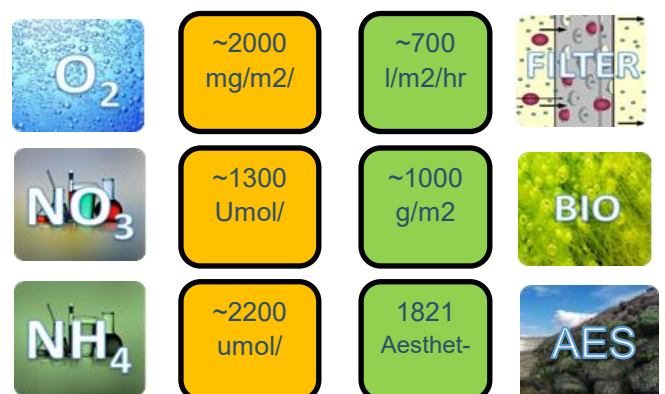 O2
~2000
mg/m2/
~700
l/m2/hr
FILTER
NO3
~1300
Umol/
~1000
g/m2
BIO
NH4
~2200
umol/
1821
Aesthet-
AES